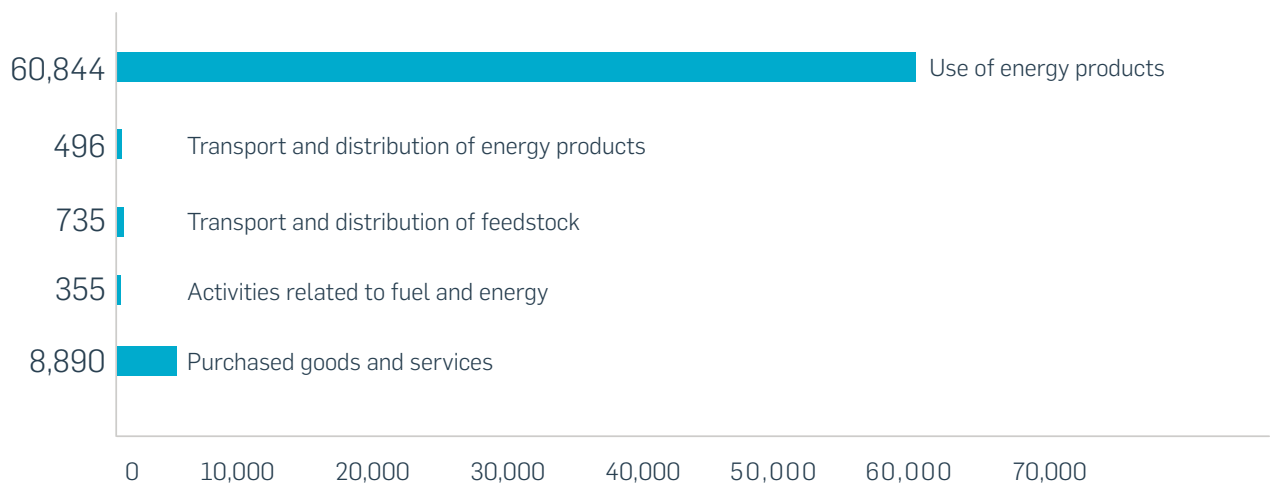 60,844 Use of energy products
496 Transport and distribution of energy products
735 Transport and distribution of feedstock
355 Activities related to fuel and energy
8,890 Purchased goods and services
0 10,000 20,000 30,000 40,000 50,000 60,000 70,000